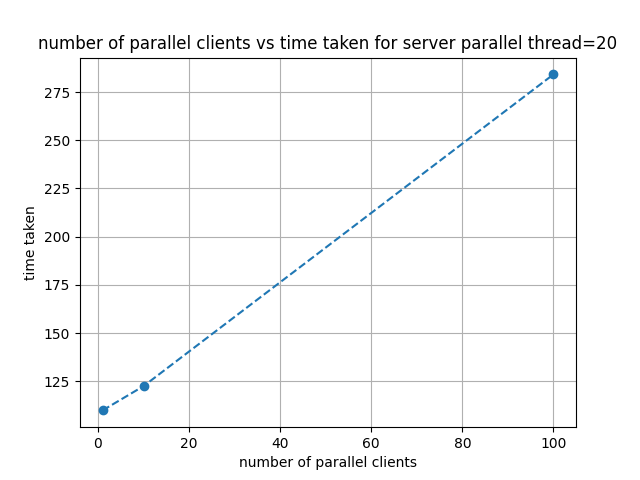 number of parallel clients vs time taken for server parallel thread=20
275
250
225
200
175
150
125
time taken
0 20 40 60 80 100
number of parallel clients